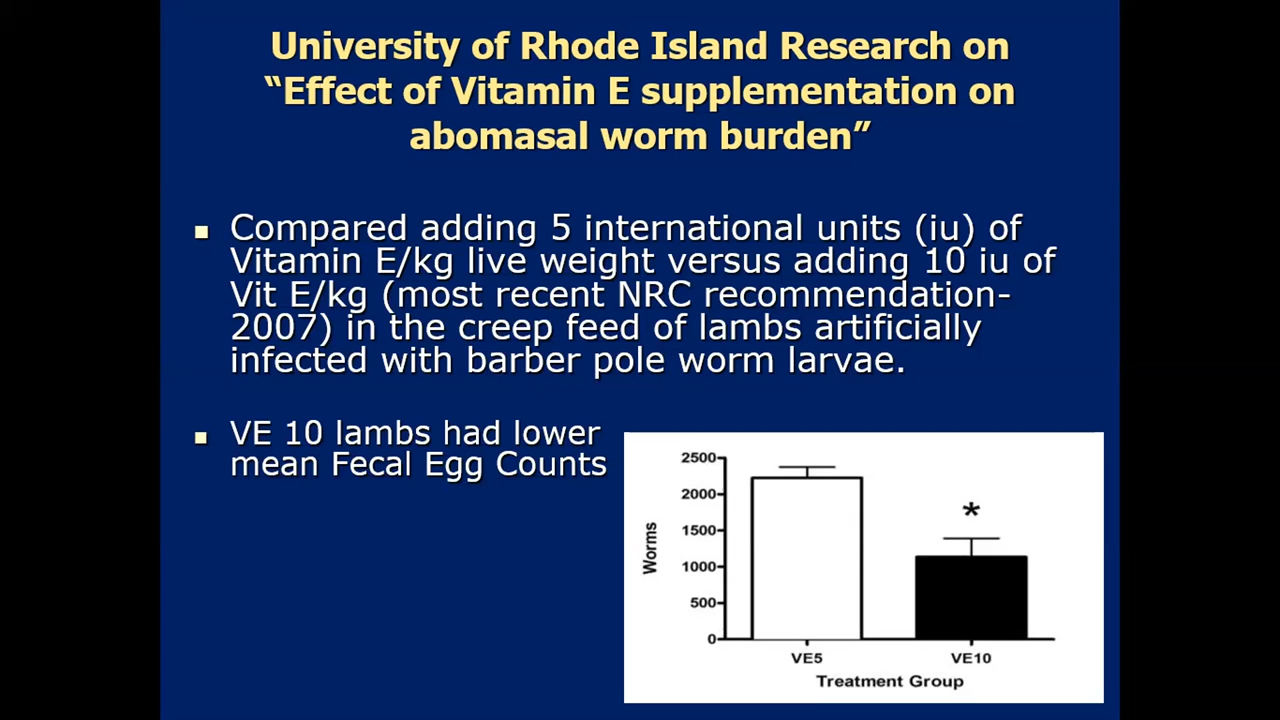 University of Rhode Island Research on
“Effect of Vitamin E supplementation on
abomasal worm burden”
Compared adding 5 international units (iu) of
Vitamin E/kg live weight versus adding 10 iu of
Vit E/kg (most recent NRC recommendation-
2007) in the creep feed of lambs artificially
infected with barber pole worm larvae.
VE 10 lambs had lower
mean Fecal Egg Counts
2500
2000
1500
1000
500
0
Worms
*
VE5 VE10
Treatment Group